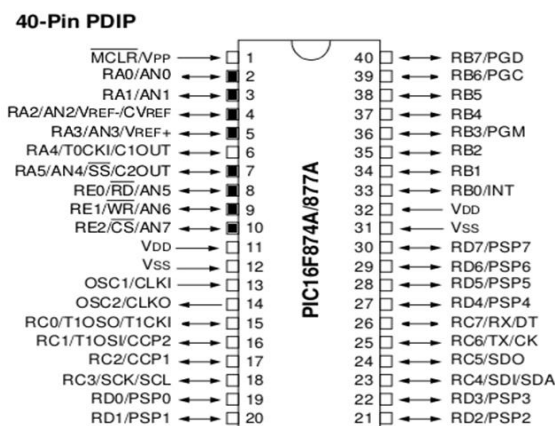 40-Pin PDIP
MCLR/VPP 1 40 RB7/PGD
RA0/AN0 2 39 RB6/PGC
RA1/AN1 3 38 RB5
RA2/AN2/VREF-/CVREF 4 37 RB4
RA3/AN3/VREF+ 5 36 RB3/PGM
RA4/T0CKI/C1OUT 6 35 RB2
RA5/AN4/SS/C2OUT 7 34 RB1
RE0/RD/AN5 8 33 RB0/INT
RE1/WR/AN6 9 32 VDD
RE2/CS/AN7 10 31 VSS
VDD 11 30 RD7/PSP7
VSS 12 29 RD6/PSP6
OSC1/CLKI 13 28 RD5/PSP5
OSC2/CLKO 14 27 RD4/PSP4
RC0/T1OSO/T1CKI 15 26 RC7/RX/DT
RC1/T1OSI/CCP2 16 25 RC6/TX/CK
RC2/CCP1 17 24 RC5/SDO
RC3/SCK/SCL 18 23 RC4/SDI/SDA
RD0/PSP0 19 22 RD3/PSP3
RD1/PSP1 20 21 RD2/PSP2
PIC16F874A/877A